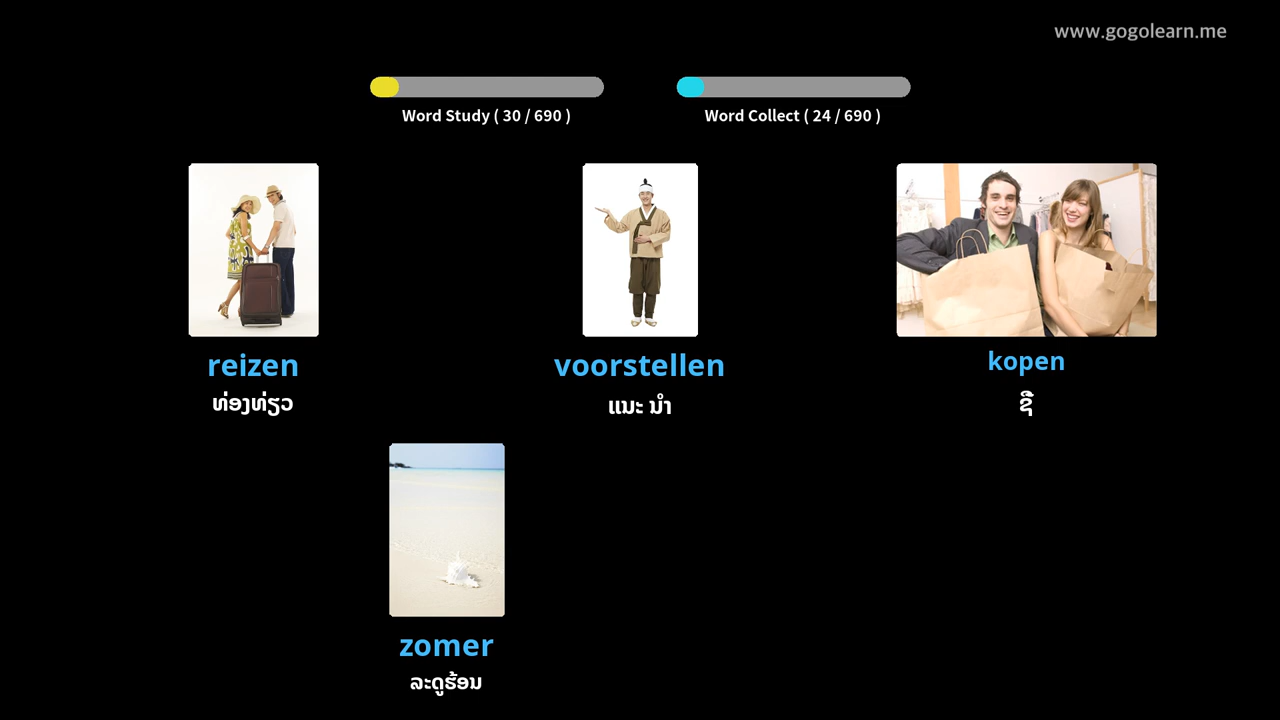 www.gogolearn.me
Word Study ( 30 / 690 )
Word Collect ( 24 / 690 )
reizen
voorstellen
kopen
ທ່ອງທ່ຽວ
ແນະ ນຳ
ຊື້
zomer
ລະດູຮ້ອນ